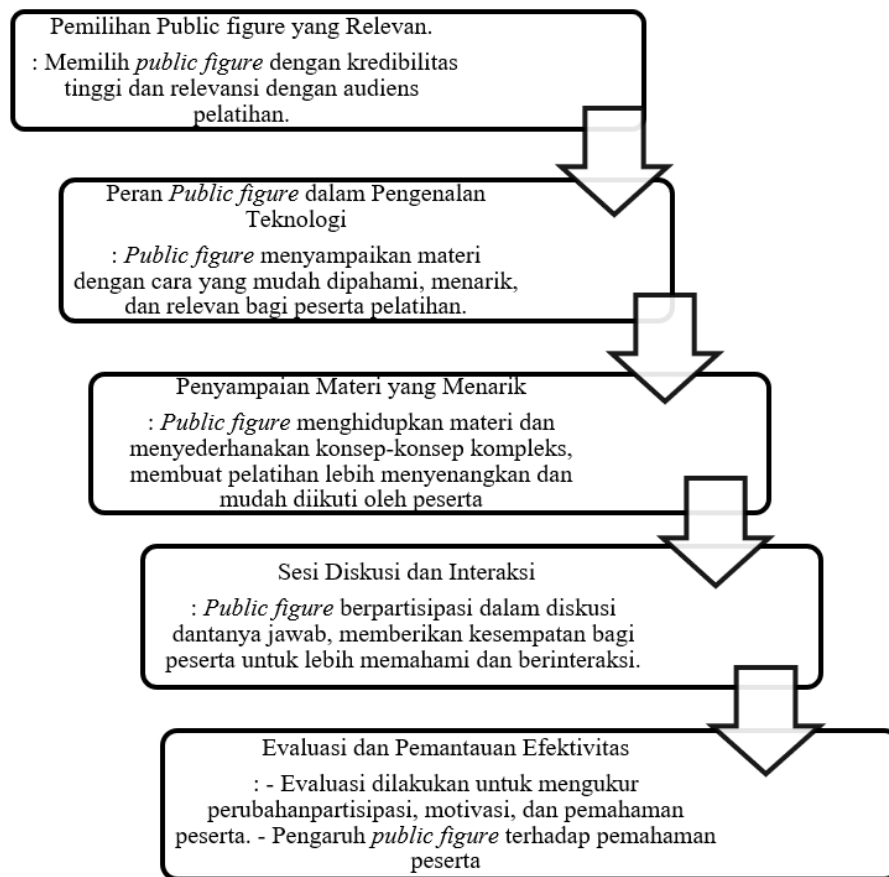 Pemilihan Public figure yang Relevan.
: Memilih public figure dengan kredibilitas
tinggi dan relevansi dengan audiens
pelatihan.
Peran Public figure dalam Pengenalan
Teknologi
: Public figure menyampaikan materi
dengan cara yang mudah dipahami, menarik,
dan relevan bagi peserta pelatihan.
Penyampaian Materi yang Menarik
: Public figure menghidupkan materi dan
menyederhanakan konsep-konsep kompleks,
membuat pelatihan lebih menyenangkan dan
mudah diikuti oleh peserta
Sesi Diskusi dan Interaksi
: Public figure berpartisipasi dalam diskusi
dantanya jawab, memberikan kesempatan bagi
peserta untuk lebih memahami dan berinteraksi.
Evaluasi dan Pemantauan Efektivitas
: - Evaluasi dilakukan untuk mengukur
perubahanpartisipasi, motivasi, dan pemahaman
peserta. - Pengaruh public figure terhadap pemahaman
peserta